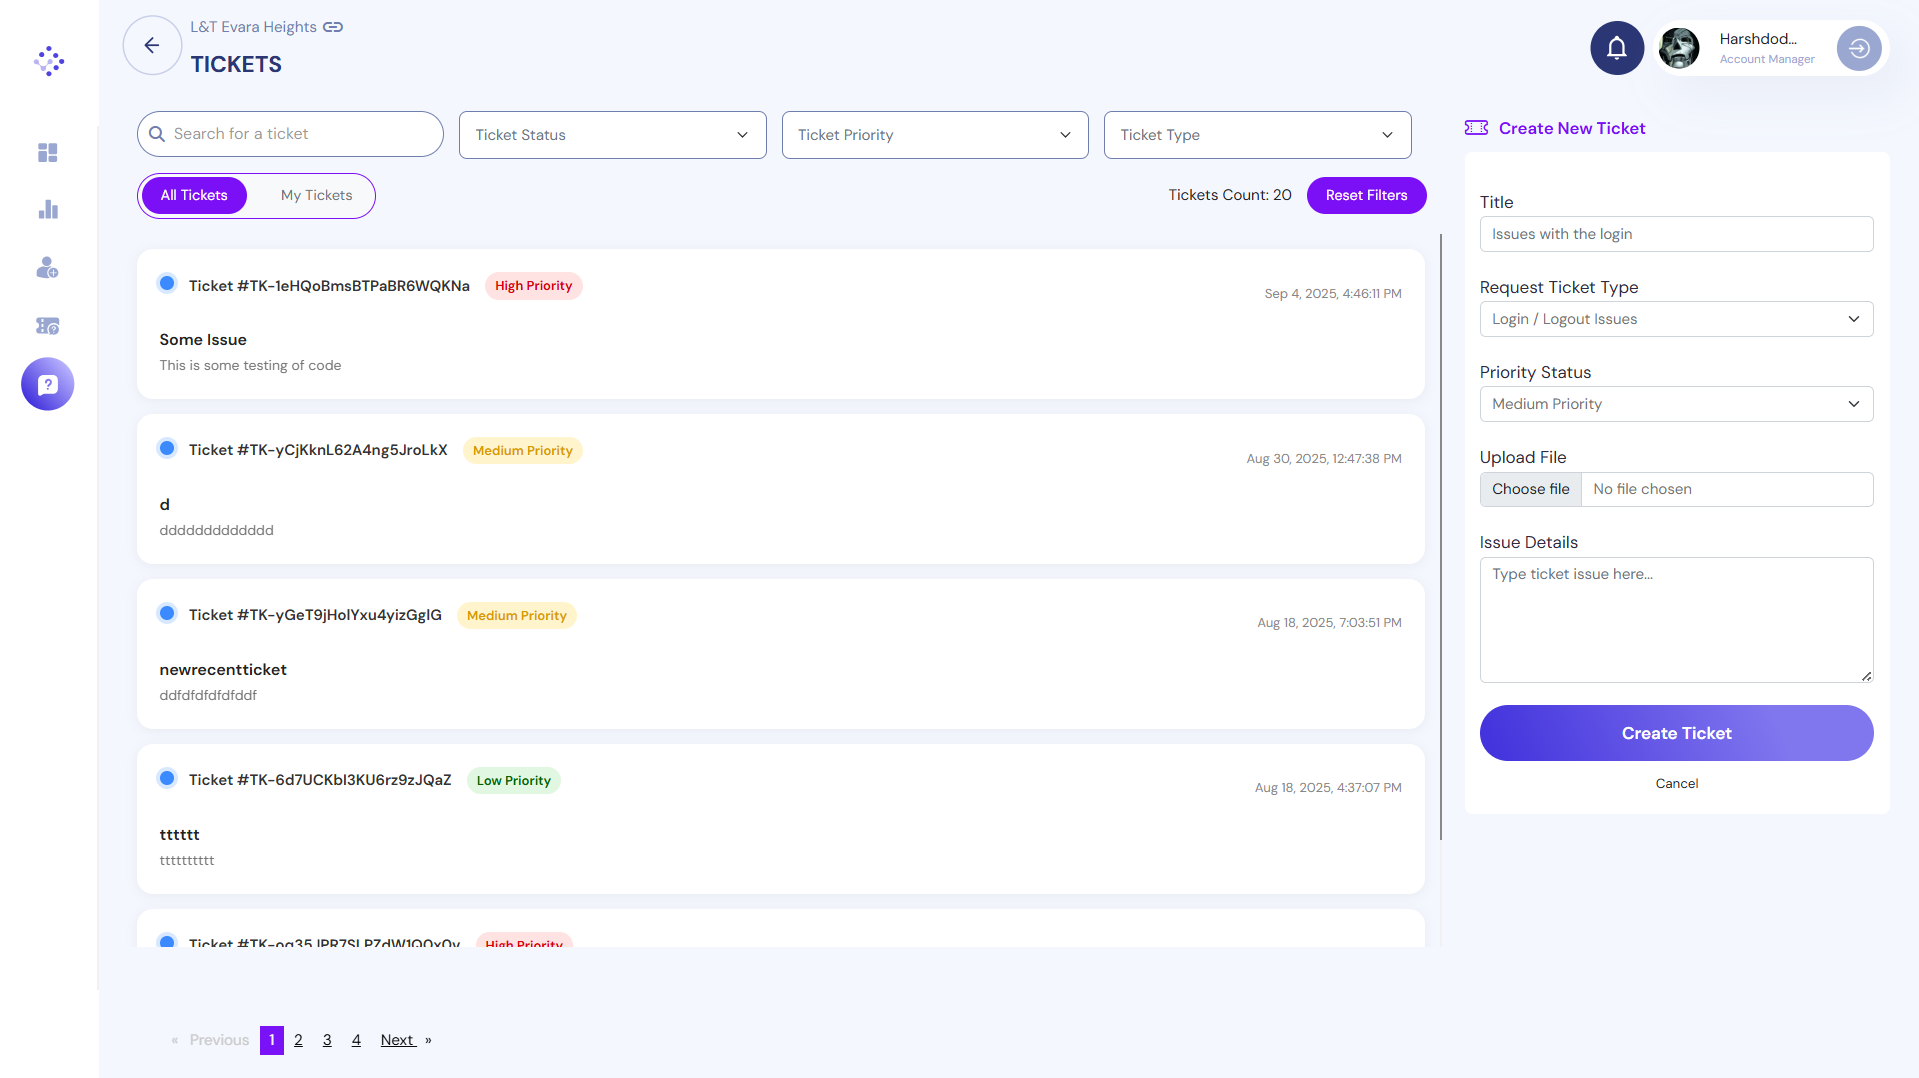 L&T Evara Heights
TICKETS
Harshdod...
Account Manager
Search for a ticket
Ticket Status
Ticket Priority
Ticket Type
All Tickets
My Tickets
Tickets Count: 20
Reset Filters
Ticket #TK-1eHQoBmsBTPaBR6WQKNa
High Priority
Sep 4, 2025, 4:46:11 PM
Some Issue
This is some testing of code
Ticket #TK-yCjKknL62A4ng5JroLkX
Medium Priority
Aug 30, 2025, 12:47:38 PM
d
ddddddddddddd
Ticket #TK-yGeT9jHolYxu4yizGglG
Medium Priority
Aug 18, 2025, 7:03:51 PM
newrecentticket
ddfdfdfdfdfddf
Ticket #TK-6d7UCKbl3KU6rz9zJQaZ
Low Priority
Aug 18, 2025, 4:37:07 PM
tttttt
tttttttttt
High Priority
« Previous 1 2 3 4 Next »
Create New Ticket
Title
Issues with the login
Request Ticket Type
Login / Logout Issues
Priority Status
Medium Priority
Upload File
Choose file No file chosen
Issue Details
Type ticket issue here...
Create Ticket
Cancel